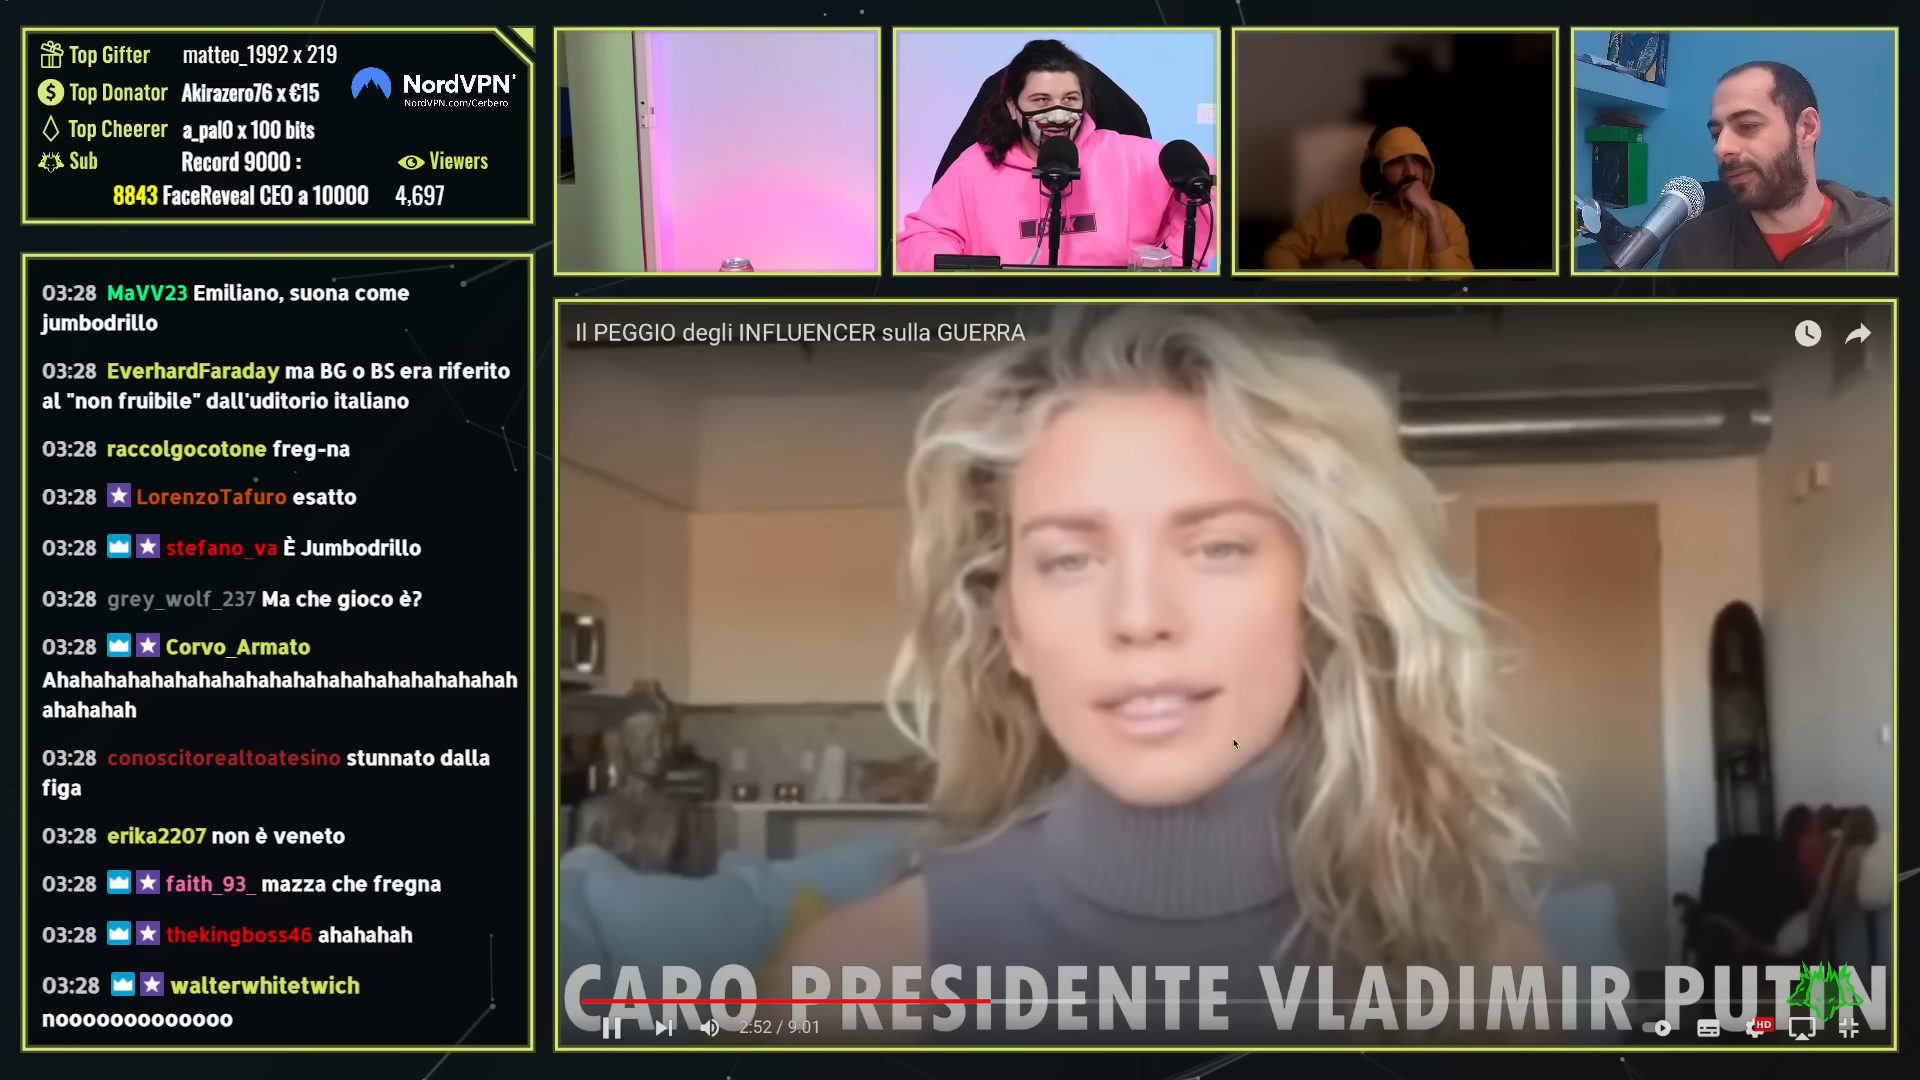 Top Gifter matteo_1992 x 219
Top Donator Akirazero76 x €15
Top Cheerer a_pal0 x 100 bits
Sub Record 9000 : Viewers
8843 FaceReveal CEO a 10000 4,697
NordVPN
NordVPN.com/Cerbero
03:28 MaVV23 Emiliano, suona come
jumbodrillo
03:28 EverhardFaraday ma BG o BS era riferito
al "non fruibile" dall'uditorio italiano
03:28 raccolgocotone freg-na
03:28 LorenzoTafuro esatto
03:28 stefano_va È Jumbodrillo
03:28 grey_wolf_237 Ma che gioco è?
03:28 Corvo_Armato
Ahahahahahahahahahahahahahahahahahahahah
ahahahah
03:28 conoscitorealtoatesino stunnato dalla
figa
03:28 erika2207 non è veneto
03:28 faith_93_ mazza che fregna
03:28 thekingboss46 ahahahah
03:28 walterwhitetwich
nooooooooooooo
Il PEGGIO degli INFLUENCER sulla GUERRA
CARO PRESIDENTE VLADIMIR PUTIN
2:52 / 9:01
HD